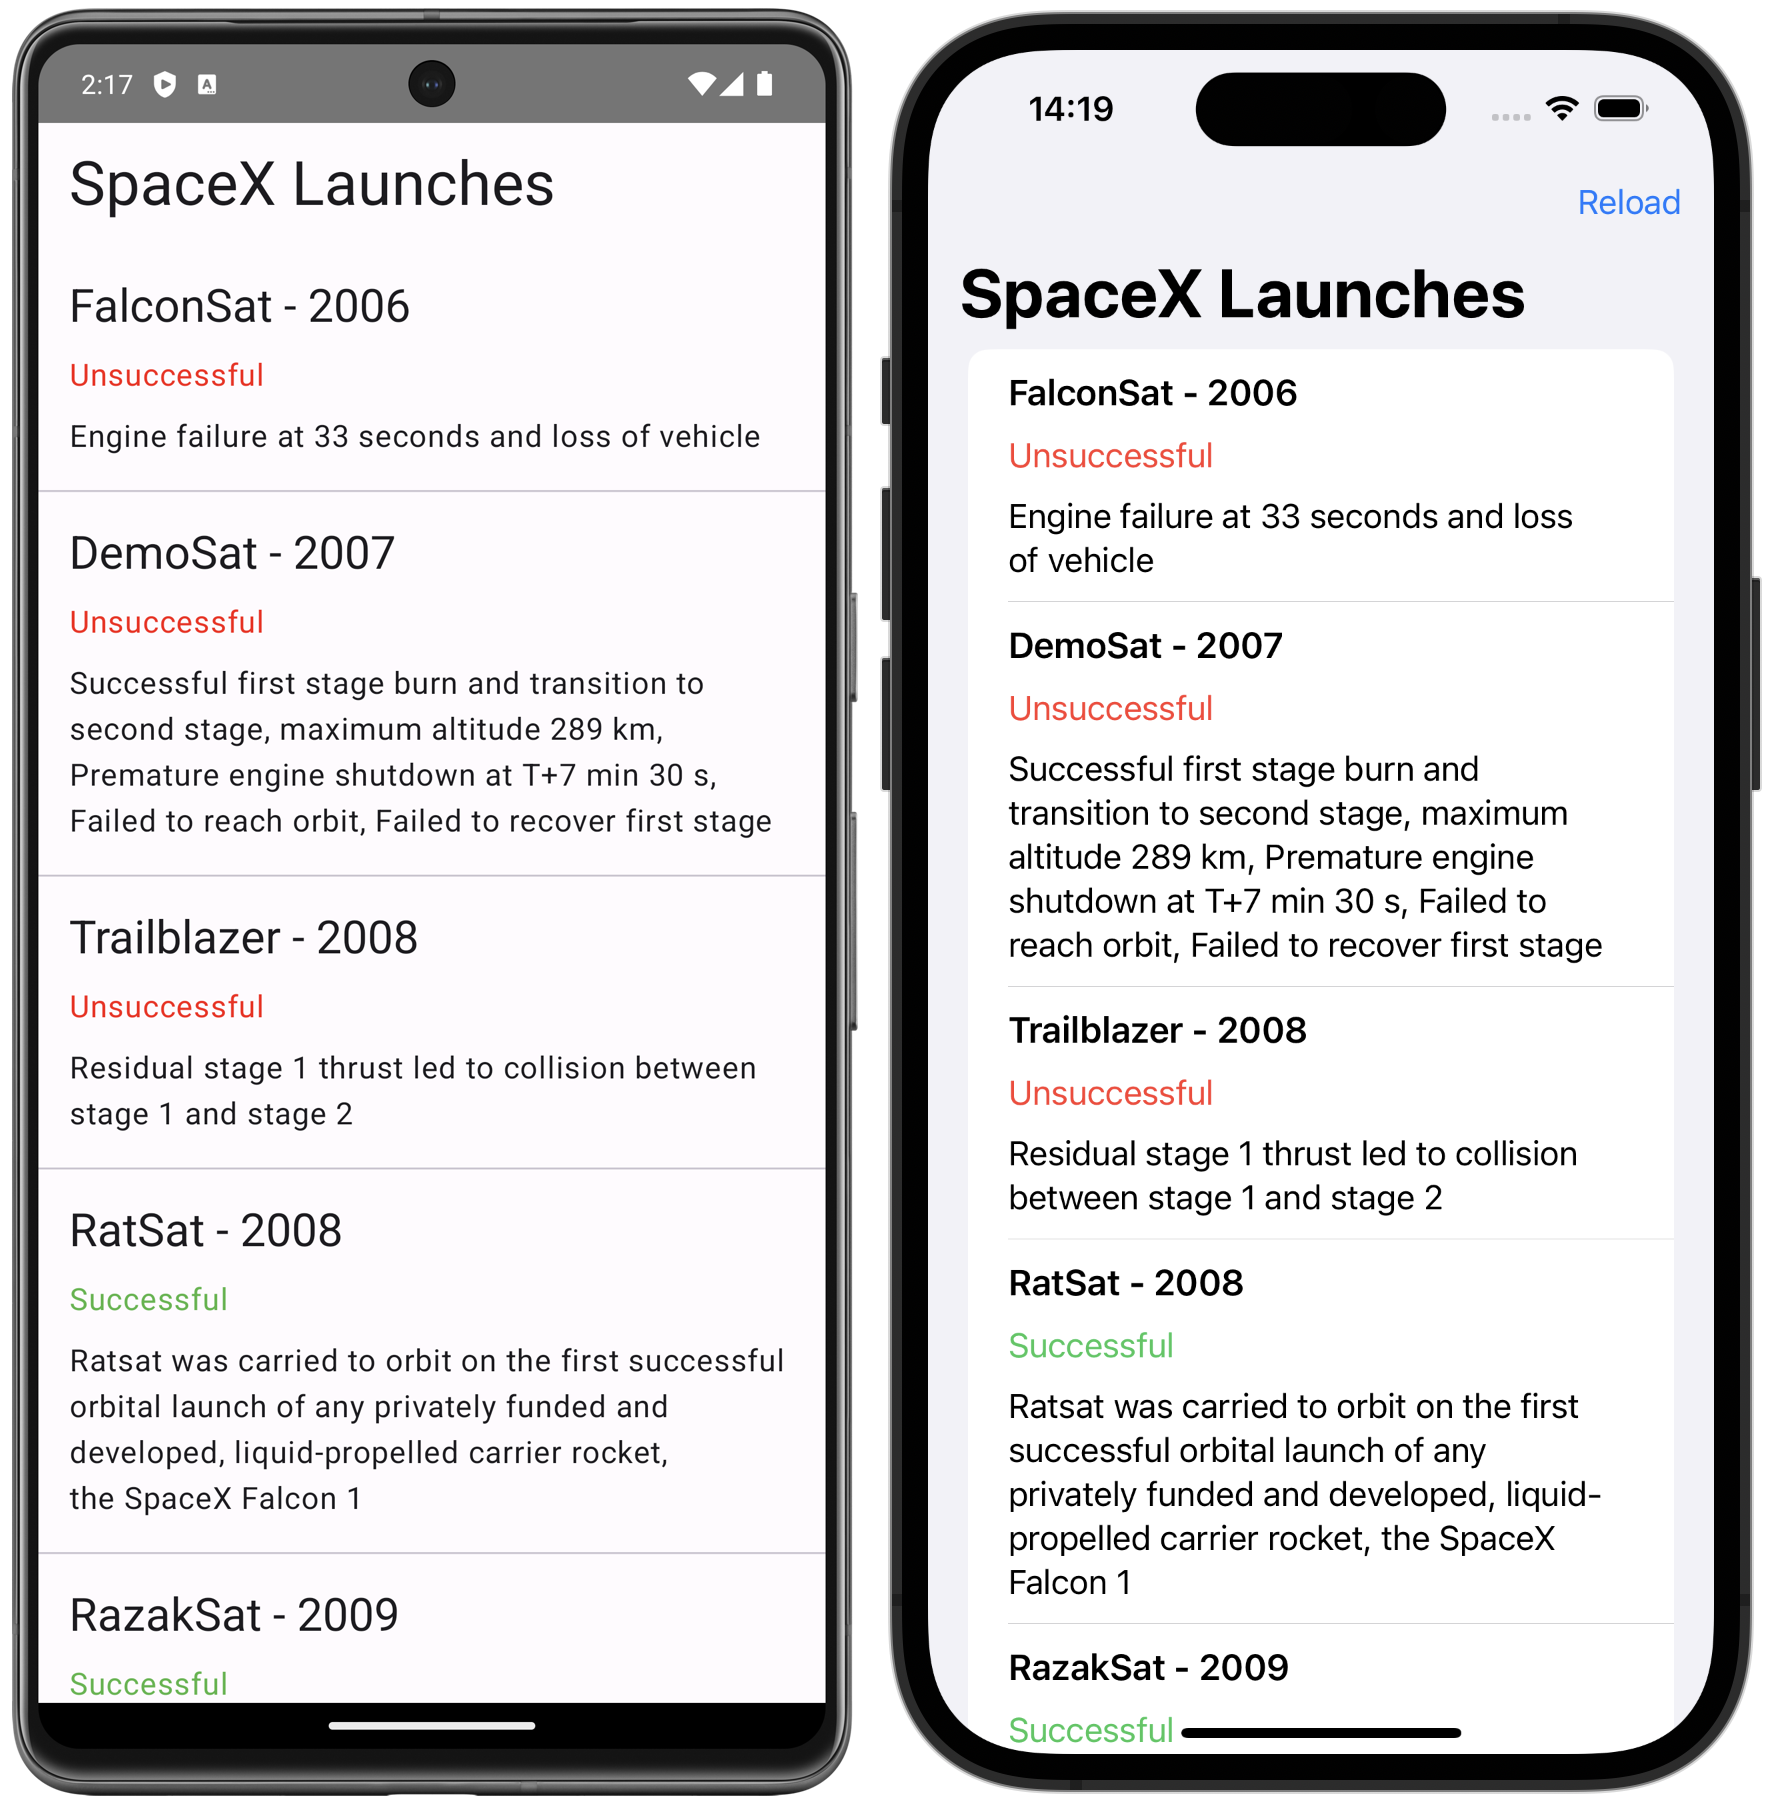 2:17
SpaceX Launches
FalconSat - 2006
Unsuccessful
Engine failure at 33 seconds and loss of vehicle
DemoSat - 2007
Unsuccessful
Successful first stage burn and transition to
second stage, maximum altitude 289 km,
Premature engine shutdown at T+7 min 30 s,
Failed to reach orbit, Failed to recover first stage
Trailblazer - 2008
Unsuccessful
Residual stage 1 thrust led to collision between
stage 1 and stage 2
RatSat - 2008
Successful
Ratsat was carried to orbit on the first successful
orbital launch of any privately funded and
developed, liquid-propelled carrier rocket,
the SpaceX Falcon 1
RazakSat - 2009
Successful
14:19
Reload
SpaceX Launches
FalconSat - 2006
Unsuccessful
Engine failure at 33 seconds and loss
of vehicle
DemoSat - 2007
Unsuccessful
Successful first stage burn and
transition to second stage, maximum
altitude 289 km, Premature engine
shutdown at T+7 min 30 s, Failed to
reach orbit, Failed to recover first stage
Trailblazer - 2008
Unsuccessful
Residual stage 1 thrust led to collision
between stage 1 and stage 2
RatSat - 2008
Successful
Ratsat was carried to orbit on the first
successful orbital launch of any
privately funded and developed, liquid-
propelled carrier rocket, the SpaceX
Falcon 1
RazakSat - 2009
Successful